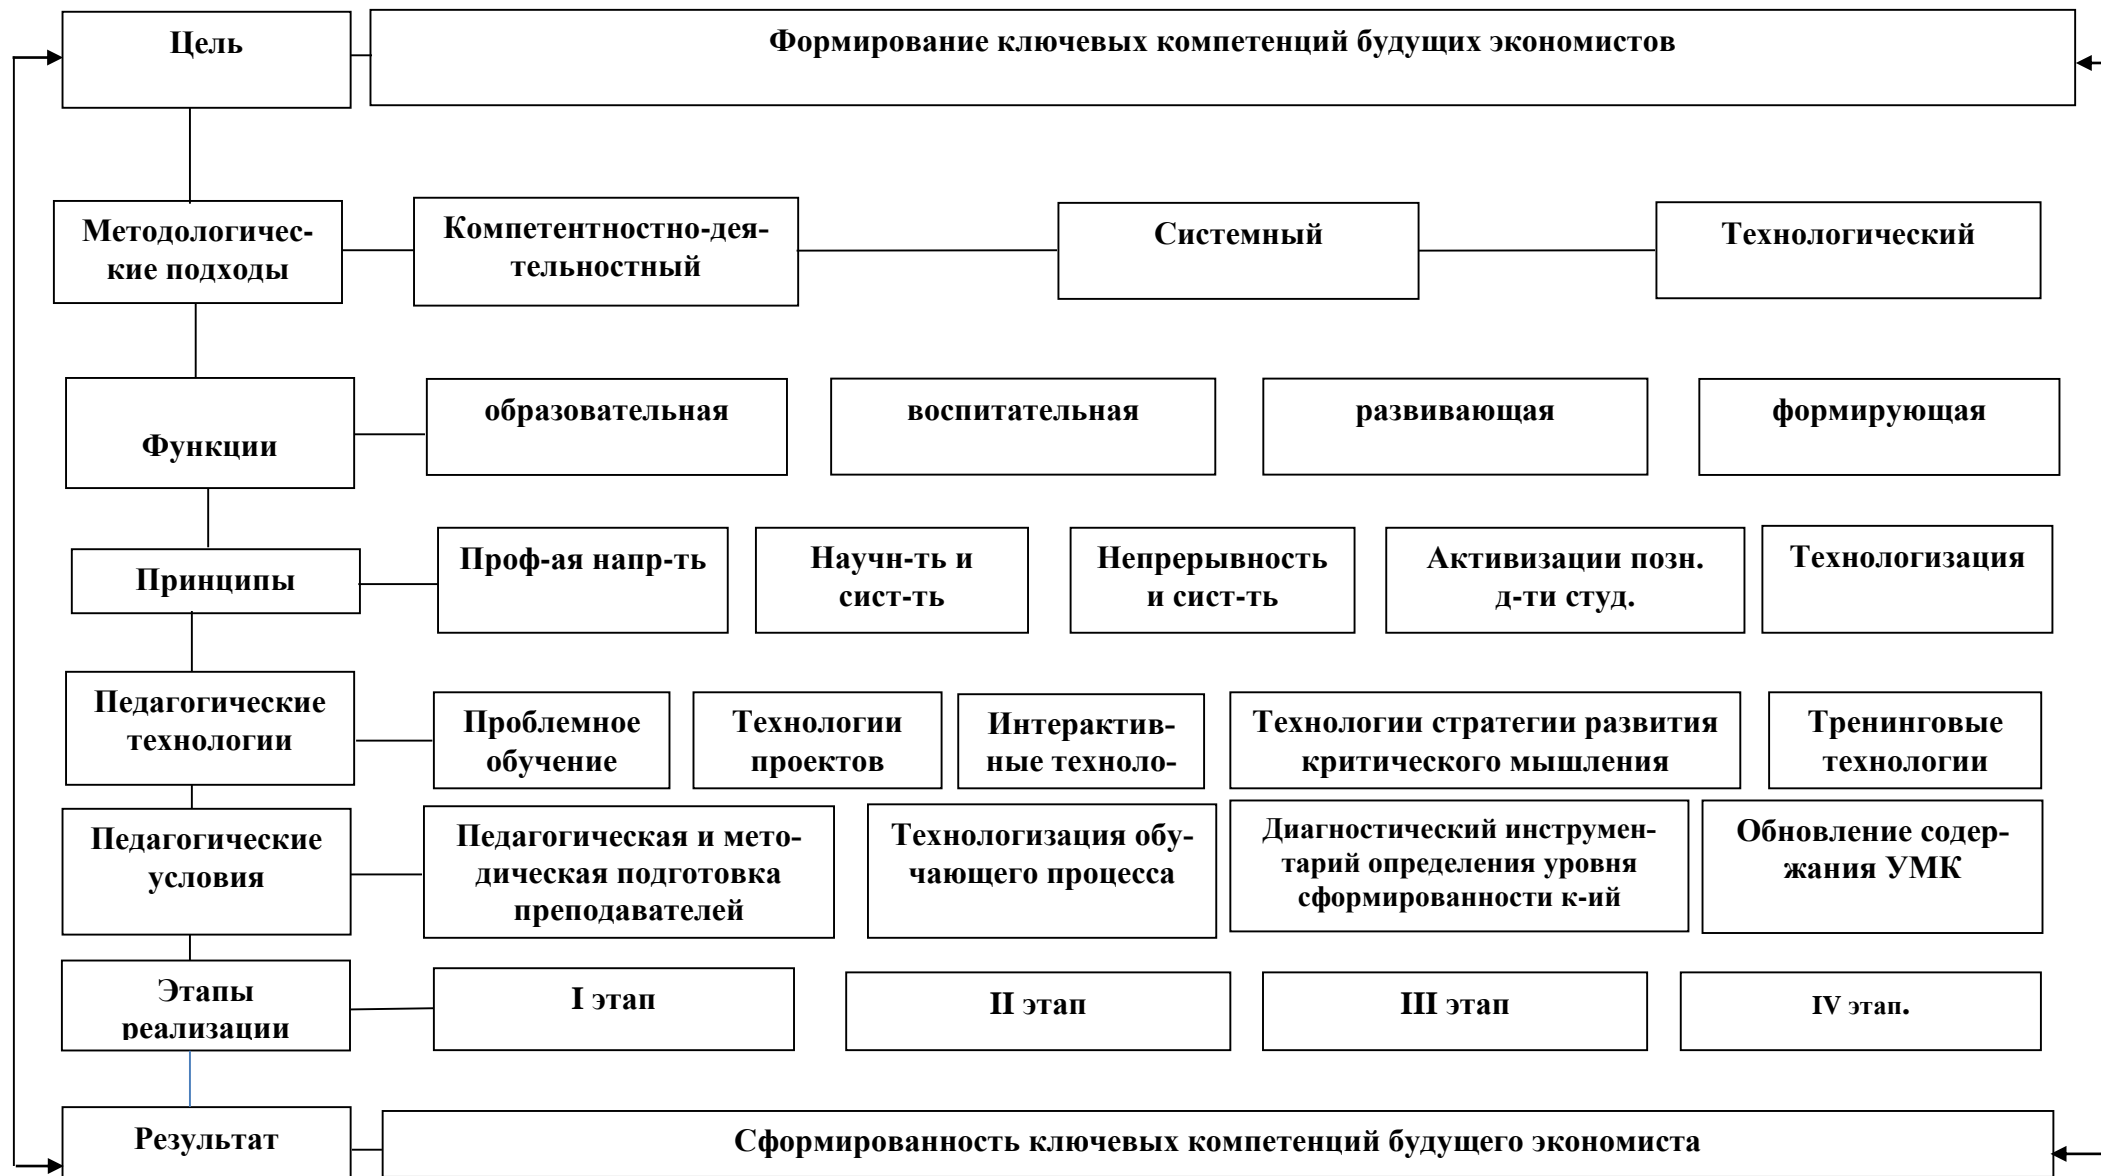 Цель
Формирование ключевых компетенций будущих экономистов
Методологичес-
кие подходы
Компетентностно-дея-
тельностный
Системный
Технологический
Функции
образовательная
воспитательная
развивающая
формирующая
Принципы
Проф-ая напр-ть
Научн-ть и
сист-ть
Непрерывность
и сист-ть
Активизации позн.
д-ти студ.
Технологизация
Педагогические
технологии
Проблемное
обучение
Технологии
проектов
Интерактив-
ные техноло-
Технологии стратегии развития
критического мышления
Тренинговые
технологии
Педагогические
условия
Педагогическая и мето-
дическая подготовка
преподавателей
Технологизация обу-
чающего процесса
Диагностический инструмен-
тарий определения уровня
сформированности к-ий
Обновление содер-
жания УМК
Этапы
реализации
I этап
II этап
III этап
IV этап.
Результат
Сформированность ключевых компетенций будущего экономиста